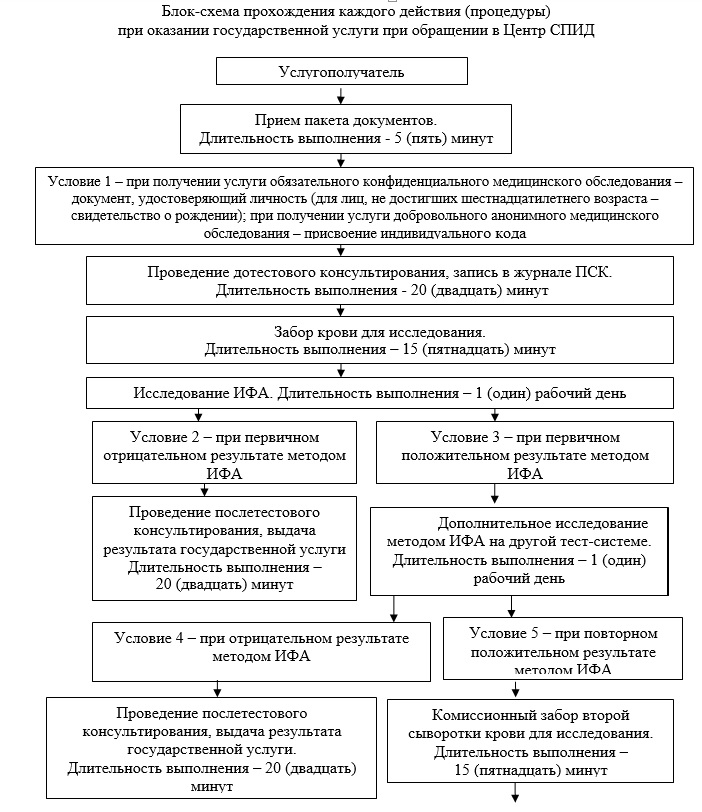 Блок-схема прохождения каждого действия (процедуры)
при оказании государственной услуги при обращении в Центр СПИД
Услугополучатель
Прием пакета документов.
Длительность выполнения - 5 (пять) минут
Условие 1 – при получении услуги обязательного конфиденциального медицинского обследования –
документ, удостоверяющий личность (для лиц, не достигших шестнадцатилетнего возраста –
свидетельство о рождении); при получении услуги добровольного анонимного медицинского
обследования – присвоение индивидуального кода
Проведение дотестового консультирования, запись в журнале ПСК.
Длительность выполнения - 20 (двадцать) минут
Забор крови для исследования.
Длительность выполнения – 15 (пятнадцать) минут
Исследование ИФА. Длительность выполнения – 1 (один) рабочий день
Условие 2 – при первичном
отрицательном результате методом
ИФА
Условие 3 – при первичном
положительном результате методом
ИФА
Проведение послетестового
консультирования, выдача
результата государственной услуги
Длительность выполнения –
20 (двадцать) минут
Дополнительное исследование
методом ИФА на другой тест-системе.
Длительность выполнения – 1 (один)
рабочий день
Условие 4 – при отрицательном результате
методом ИФА
Условие 5 – при повторном
положительном результате
методом ИФА
Проведение послетестового
консультирования, выдача результата
государственной услуги.
Длительность выполнения – 20 (двадцать)
минут
Комиссионный забор второй
сыворотки крови для исследования.
Длительность выполнения –
15 (пятнадцать) минут